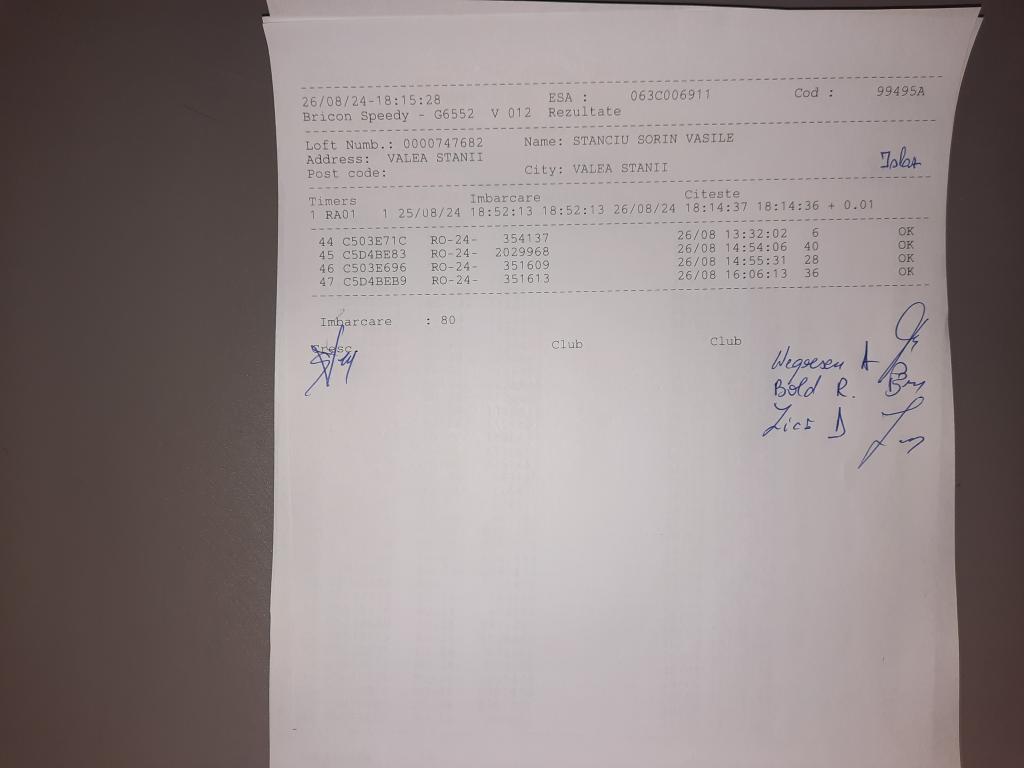 26/08/24-18:15:28 ESA : 063C006911 Cod : 99495A
Bricon Speedy - G6552 V 012 Rezultate
Loft Numb.: 0000747682 Name: STANCIU SORIN VASILE
Address: VALEA STANII
Post code: City: VALEA STANII
Timers Imbarcare Citeste
1 RA01 1 25/08/24 18:52:13 18:52:13 26/08/24 18:14:37 18:14:36 + 0.01
44 C503E71C RO-24- 354137 26/08 13:32:02 6 OK
45 C5D4BE83 RO-24- 2029968 26/08 14:54:06 40 OK
46 C503E696 RO-24- 351609 26/08 14:55:31 28 OK
47 C5D4BEB9 RO-24- 351613 26/08 16:06:13 36 OK
Imbarcare : 80
Cresc Club Club
Bold R.